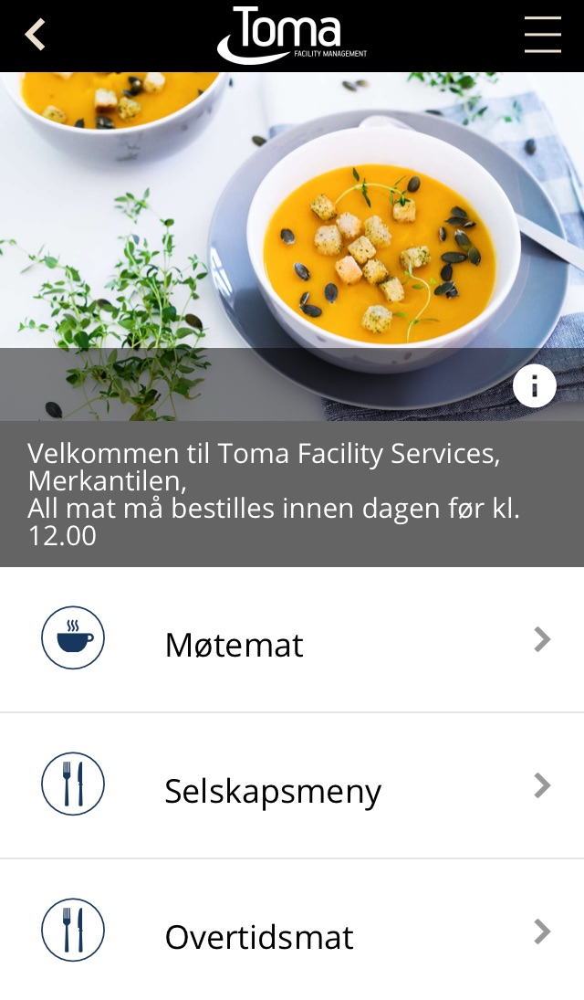 Toma
FACILITY MANAGEMENT
Velkommen til Toma Facility Services,
Merkantilen,
All mat må bestilles innen dagen før kl.
12.00
Møtemat
Selskapsmeny
Overtidsmat